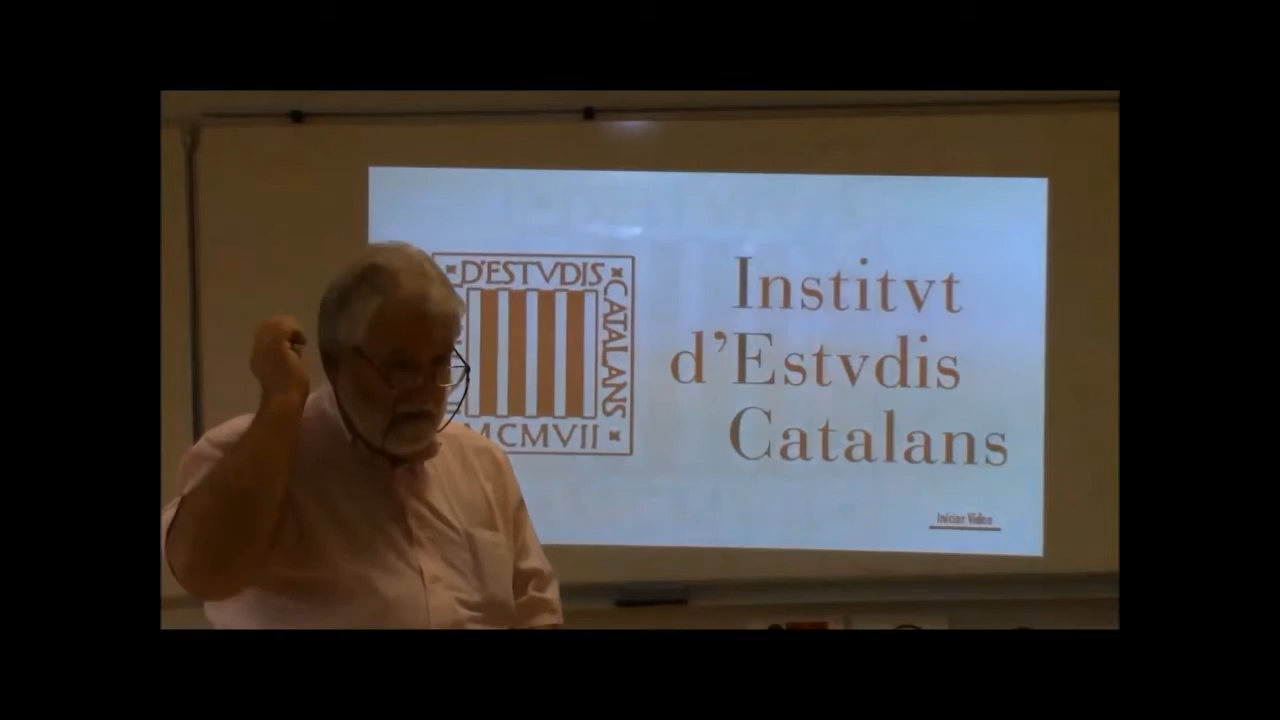 D'ESTVDIS
CATALANS
MCMVII
Institvt
d'Estvdis
Catalans
Iniciar Video